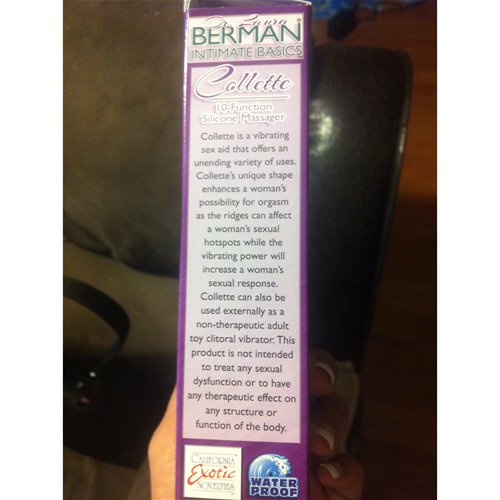 Dr. Laura
BERMAN®
INTIMATE BASICS
Collette
10-Function
Silicone Massager
Collette is a vibrating
sex aid that offers an
unending variety of uses.
Collette's unique shape
enhances a woman's
possibility for orgasm
as the ridges can affect
a woman's sexual
hotspots while the
vibrating power will
increase a woman's
sexual response.
Collette can also be
used externally as a
non-therapeutic adult
toy clitoral vibrator. This
product is not intended
to treat any sexual
dysfunction or to have
any therapeutic effect on
any structure or
function of the body.
CALIFORNIA
Exotic
NOVELTIES
WATER
PROOF